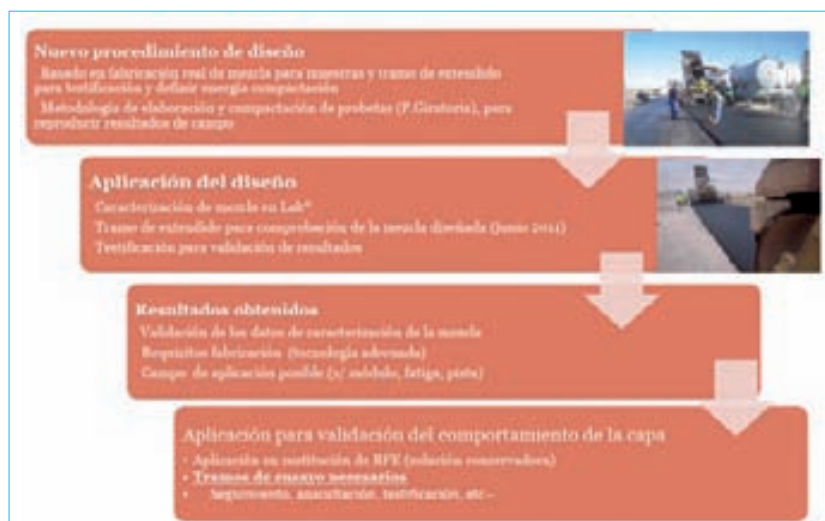 Nuevo procedimiento de diseño
Basado en fabricación real de mezcla para muestras y tramo de extendido
para testificación y definir energía compactación
Metodología de elaboración y compactación de probetas (P.Giratoria), para
reproducir resultados de campo
Aplicación del diseño
Caracterización de mezcla en Labº
Tramo de extendido para comprobación de la mezcla diseñada (junio 2011)
Testificación para validación de resultados
Resultados obtenidos
Validación de los datos de caracterización de la mezcla
Requisitos fabricación (tecnología adecuada)
Campo de aplicación posible (s/ módulo, fatiga, pista)
Aplicación para validación del comportamiento de la capa
- Aplicación en sustitución de RFE (solución conservadora)
• Tramos de ensayo necesarios
• Seguimiento, auscultación, testificación, etc…